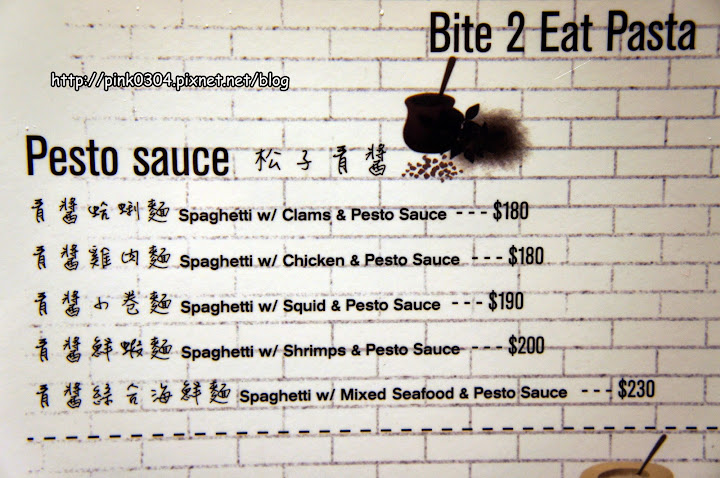 Bite 2 Eat Pasta
http://pink0304.pixnet.net/blog
Pesto sauce 松子青醬
青醬蛤蜊麵 Spaghetti w/ Clams & Pesto Sauce --- $180
青醬雞肉麵 Spaghetti w/ Chicken & Pesto Sauce --- $180
青醬小卷麵 Spaghetti w/ Squid & Pesto Sauce --- $190
青醬鮮蝦麵 Spaghetti w/ Shrimps & Pesto Sauce --- $200
青醬綜合海鮮麵 Spaghetti w/ Mixed Seafood & Pesto Sauce --- $230